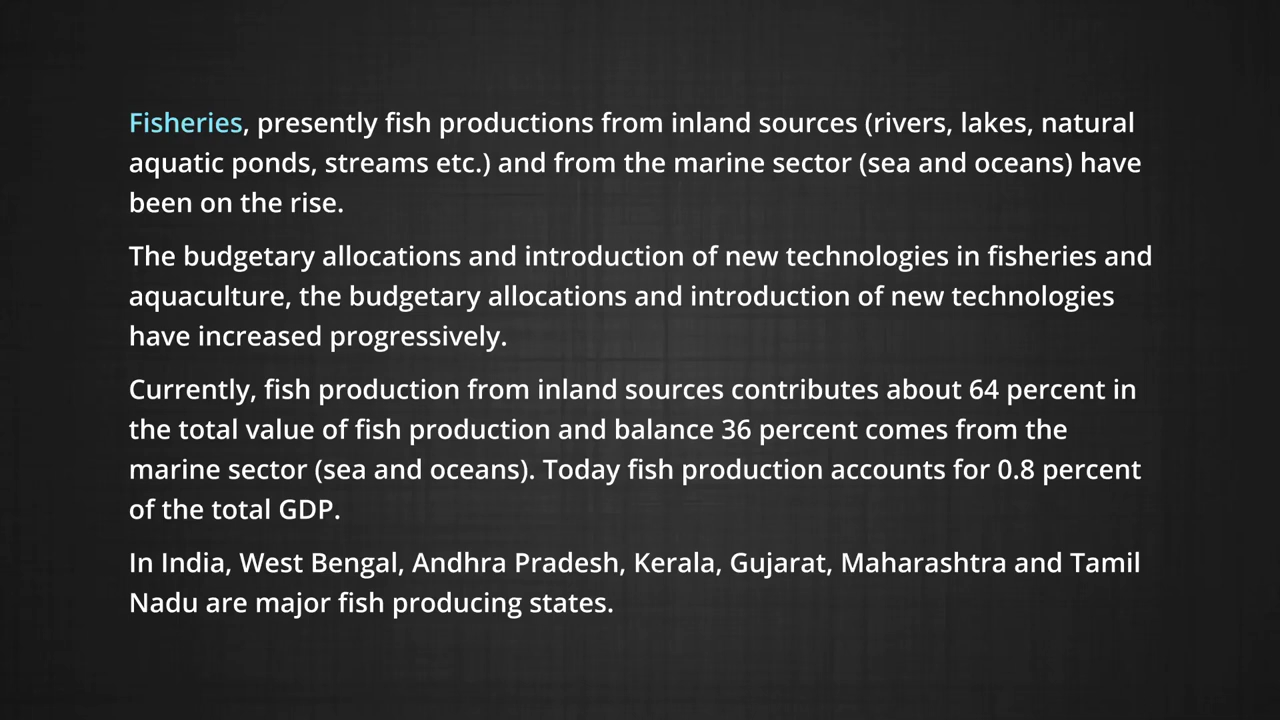 Fisheries, presently fish productions from inland sources (rivers, lakes, natural
aquatic ponds, streams etc.) and from the marine sector (sea and oceans) have
been on the rise.
The budgetary allocations and introduction of new technologies in fisheries and
aquaculture, the budgetary allocations and introduction of new technologies
have increased progressively.
Currently, fish production from inland sources contributes about 64 percent in
the total value of fish production and balance 36 percent comes from the
marine sector (sea and oceans). Today fish production accounts for 0.8 percent
of the total GDP.
In India, West Bengal, Andhra Pradesh, Kerala, Gujarat, Maharashtra and Tamil
Nadu are major fish producing states.